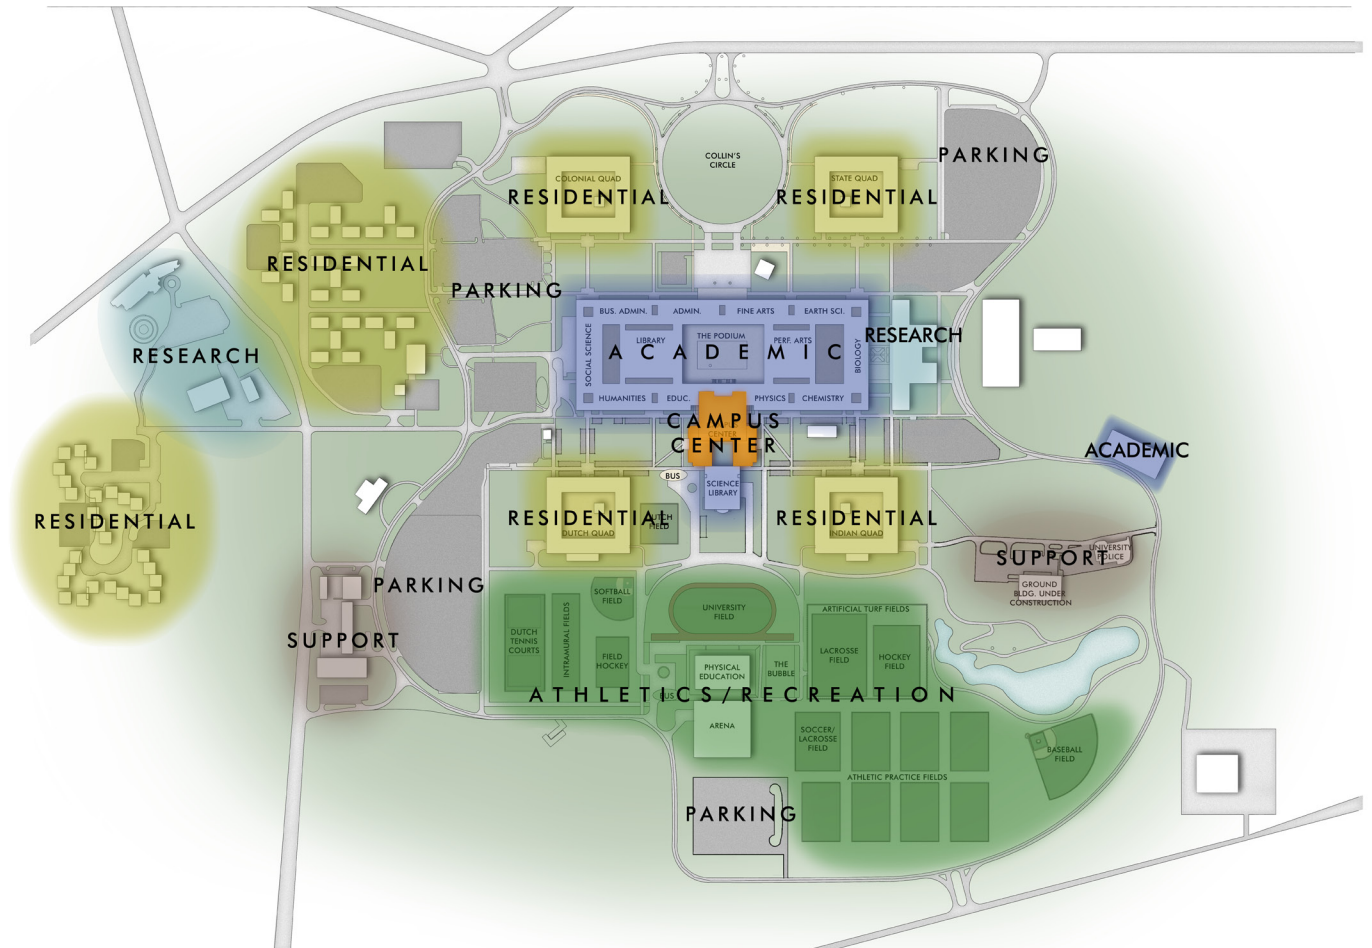 COLLIN'S
CIRCLE
PARKING
COLONIAL QUAD
RESIDENTIAL
STATE QUAD
RESIDENTIAL
RESIDENTIAL
PARKING
BUS. ADMIN.
ADMIN.
FINE ARTS
EARTH SCI.
SOCIAL SCIENCE
LIBRARY
THE PODIUM
PERF. ARTS
BIOLOGY
RESEARCH
RESEARCH
ACADEMIC
HUMANITIES
EDUC.
PHYSICS
CHEMISTRY
CAMPUS
CENTER
CENTER
ACADEMIC
BUS
SCIENCE
LIBRARY
RESIDENTIAL
RESIDENTIAL
DUTCH
FIELD
DUTCH QUAD
RESIDENTIAL
INDIAN QUAD
SUPPORT
UNIVERSITY
POLICE
GROUND
BLDG. UNDER
CONSTRUCTION
PARKING
SUPPORT
SOFTBALL
FIELD
DUTCH
TENNIS
COURTS
INTRAMURAL FIELDS
FIELD
HOCKEY
UNIVERSITY
FIELD
ARTIFICIAL TURF FIELDS
LACROSSE
FIELD
HOCKEY
FIELD
PHYSICAL
EDUCATION
THE
BUBBLE
BUS
ATHLETICS/RECREATION
ARENA
SOCCER/
LACROSSE
FIELD
BASEBALL
FIELD
ATHLETIC PRACTICE FIELDS
PARKING